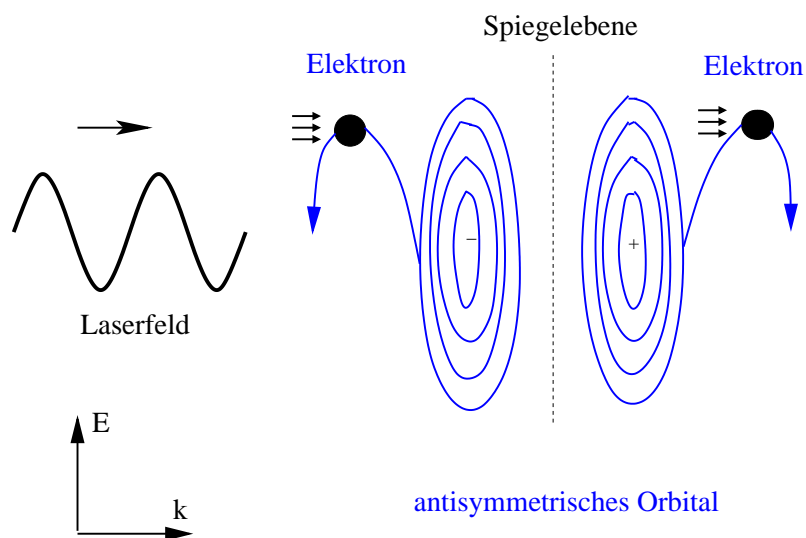 Spiegelebene
Elektron
Elektron
−
+
Laserfeld
E
k
antisymmetrisches Orbital